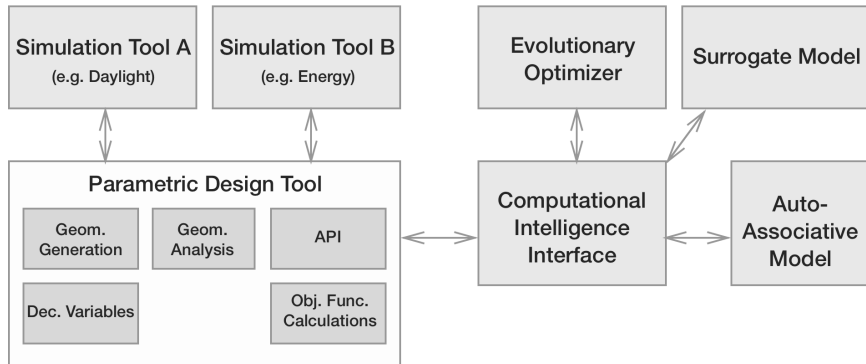 Simulation Tool A
(e.g. Daylight)
Simulation Tool B
(e.g. Energy)
Evolutionary
Optimizer
Surrogate Model
Parametric Design Tool
Geom.
Generation
Geom.
Analysis
API
Dec. Variables
Obj. Func.
Calculations
Computational
Intelligence
Interface
Auto-
Associative
Model